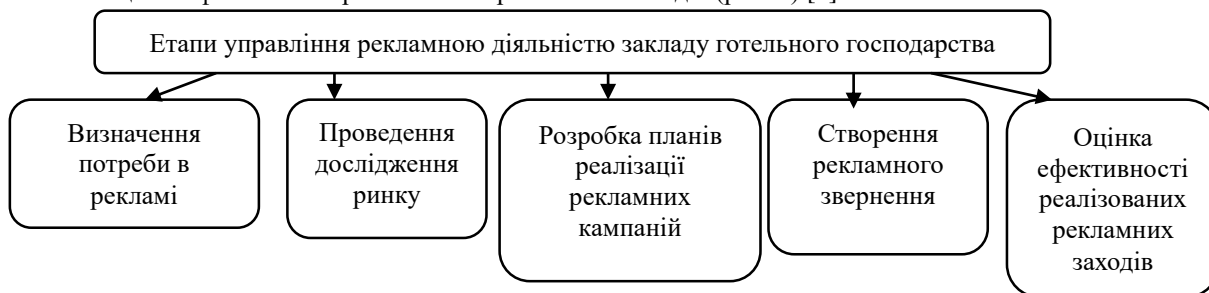 Етапи управління рекламною діяльністю закладу готельного господарства
Визначення
потреби в
рекламі
Проведення
дослідження
ринку
Розробка планів
реалізації
рекламних
кампаній
Створення
рекламного
звернення
Оцінка
ефективності
реалізованих
рекламних
заходів